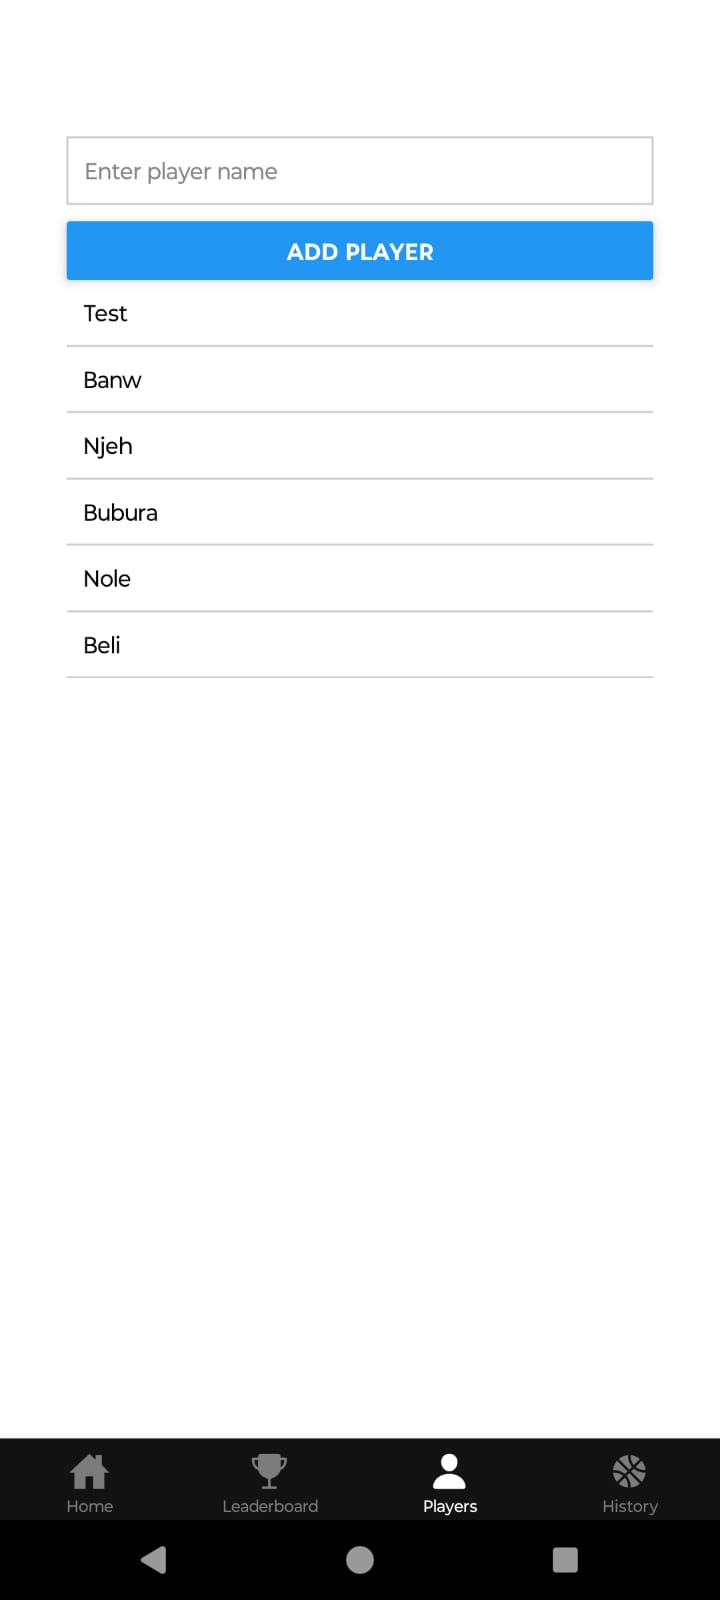 Enter player name
ADD PLAYER
Test
Banw
Njeh
Bubura
Nole
Beli
Home Leaderboard Players History